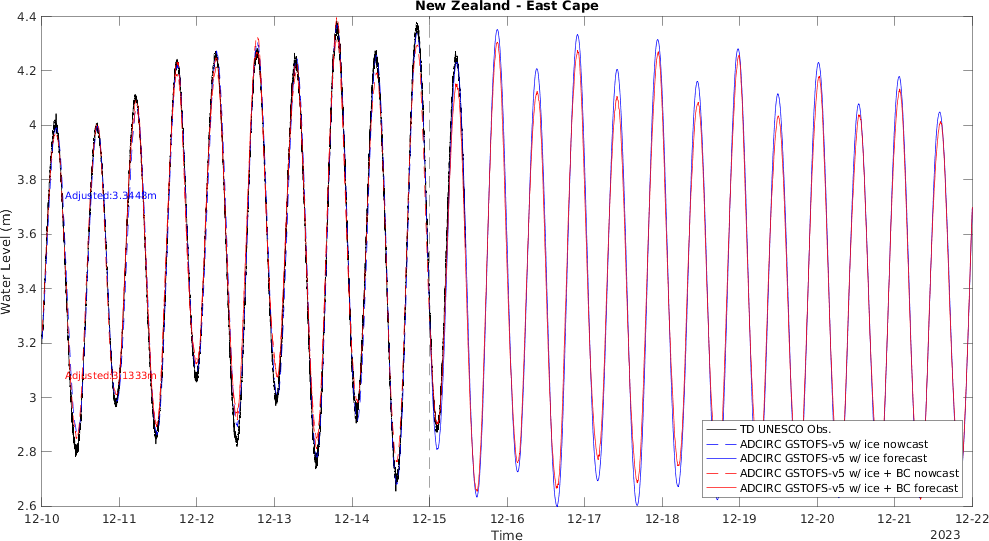 New Zealand - East Cape
4.4
4.2
4
3.8
3.6
3.4
3.2
3
2.8
2.6
Water Level (m)
Adjusted:3.3448m
Adjusted:3.1333m
TD UNESCO Obs.
ADCIRC GSTOFS-v5 w/ ice nowcast
ADCIRC GSTOFS-v5 w/ ice forecast
ADCIRC GSTOFS-v5 w/ ice + BC nowcast
ADCIRC GSTOFS-v5 w/ ice + BC forecast
12-10 12-11 12-12 12-13 12-14 12-15 12-16 12-17 12-18 12-19 12-20 12-21 12-22
Time
2023